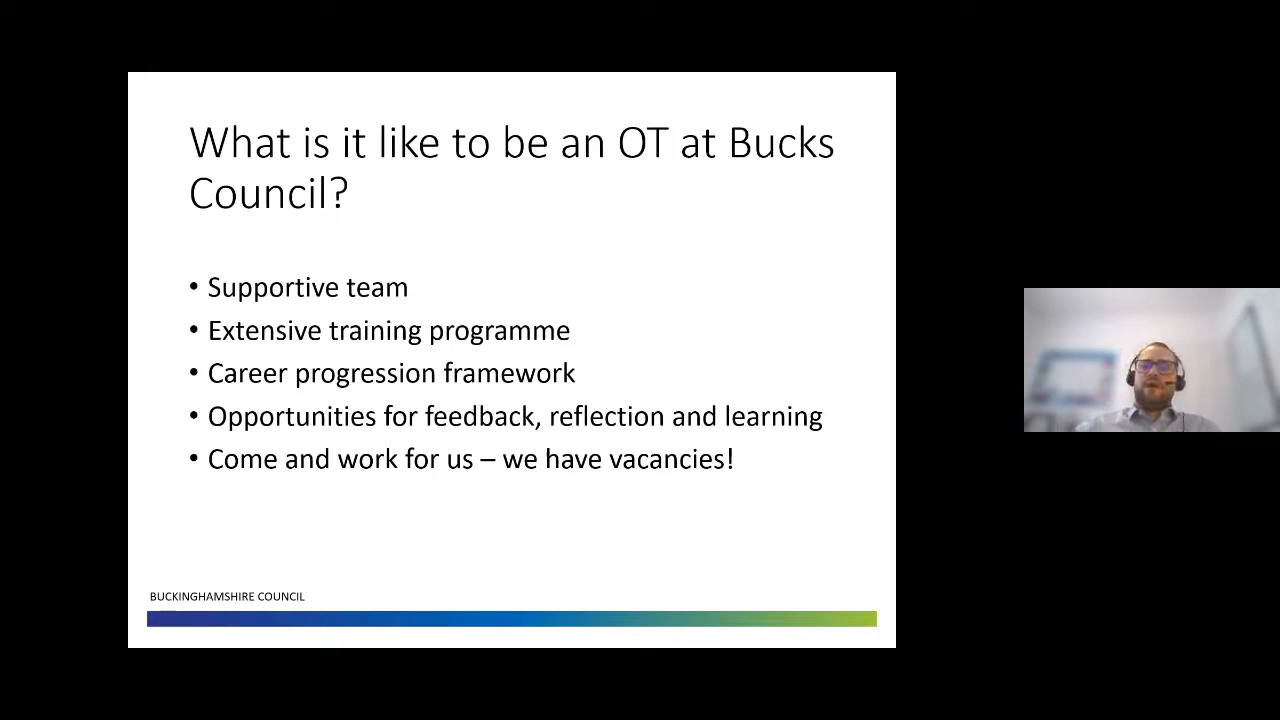 What is it like to be an OT at Bucks
Council?
• Supportive team
• Extensive training programme
• Career progression framework
• Opportunities for feedback, reflection and learning
• Come and work for us – we have vacancies!
BUCKINGHAMSHIRE COUNCIL